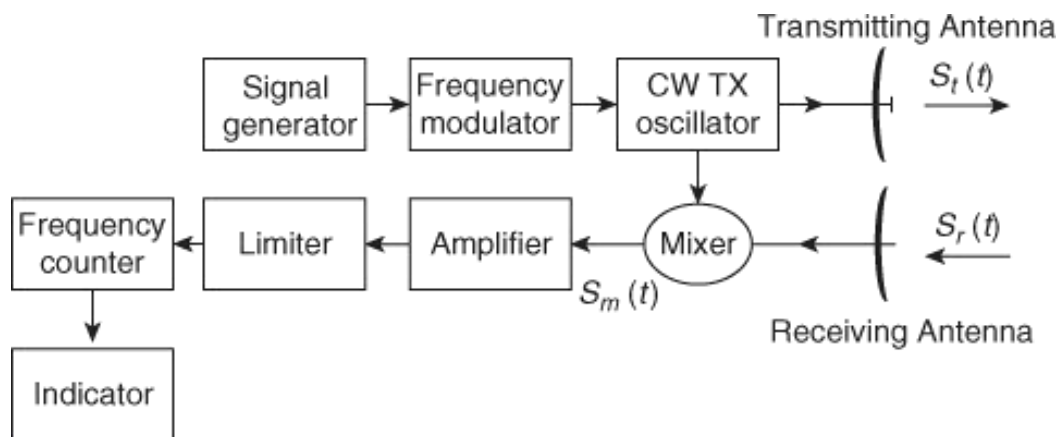 Transmitting Antenna
Signal
generator
Frequency
modulator
CW TX
oscillator
S_t (t)
Frequency
counter
Limiter
Amplifier
Mixer
S_r (t)
S_m (t)
Receiving Antenna
Indicator